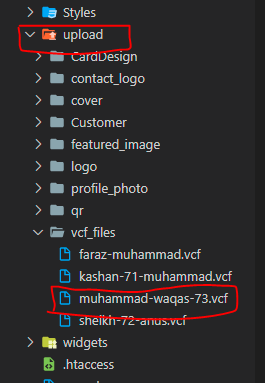 Styles
upload
CardDesign
contact_logo
cover
Customer
featured_image
logo
profile_photo
qr
vcf_files
faraz-muhammad.vcf
kashan-71-muhammad.vcf
muhammad-waqas-73.vcf
sheikh-72-anus.vcf
widgets
.htaccess